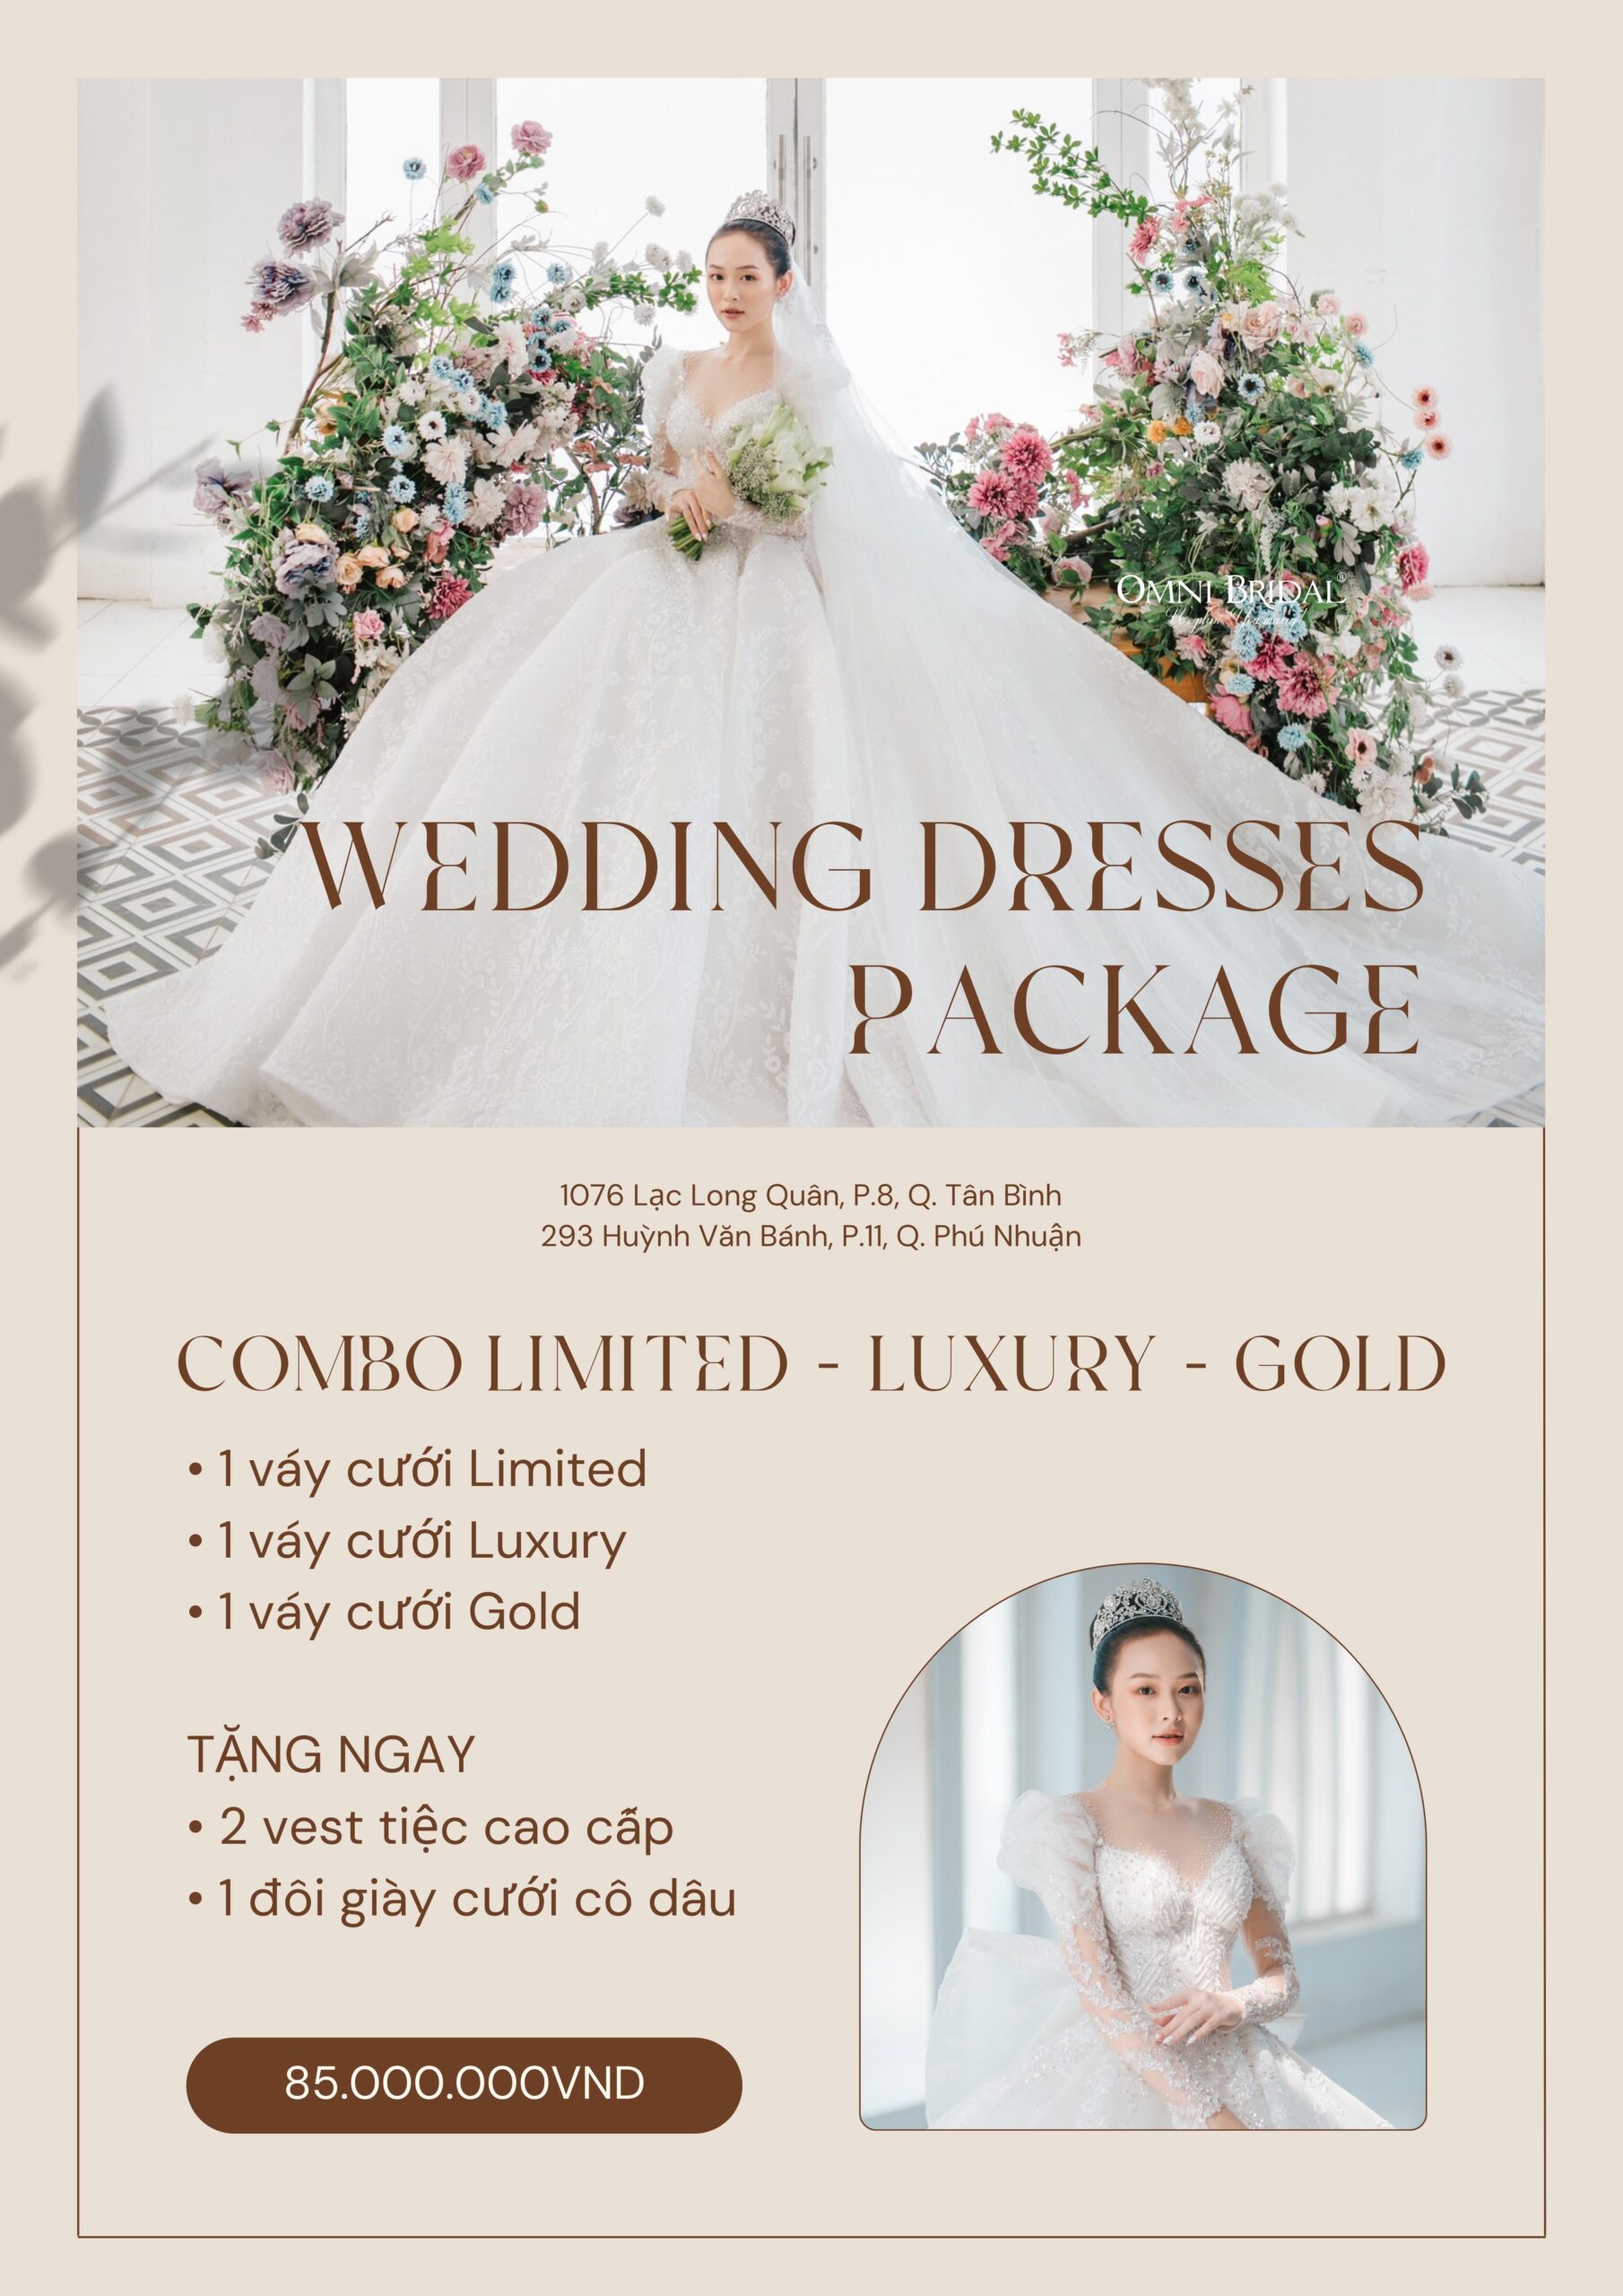 OMNI BRIDAL®
WEDDING DRESSES
PACKAGE
1076 Lạc Long Quân, P.8, Q. Tân Bình
293 Huỳnh Văn Bánh, P.11, Q. Phú Nhuận
COMBO LIMITED - LUXURY - GOLD
• 1 váy cưới Limited
• 1 váy cưới Luxury
• 1 váy cưới Gold
TẶNG NGAY
• 2 vest tiệc cao cấp
• 1 đôi giày cưới cô dâu
85.000.000VND